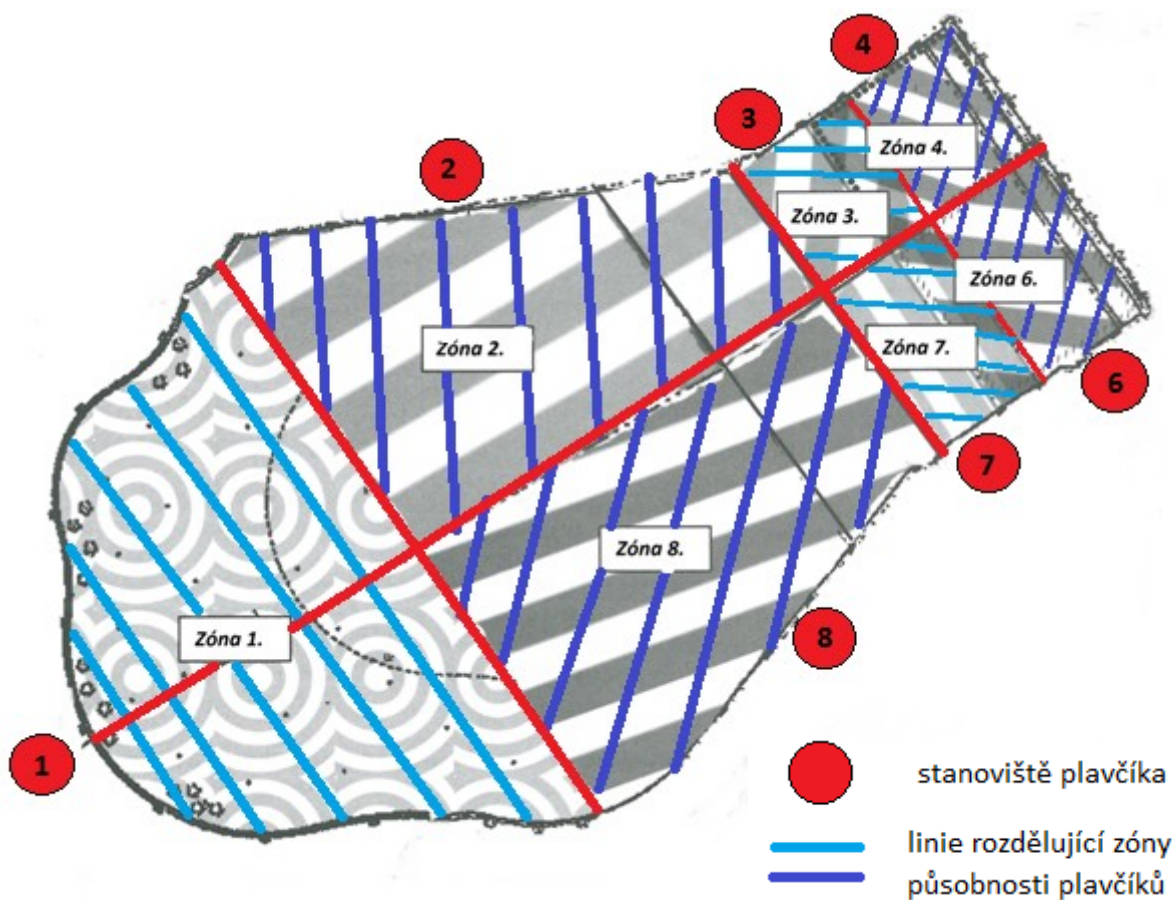 4
3
2
Zóna 4.
Zóna 3.
Zóna 6.
Zóna 2.
Zóna 7.
6
7
Zóna 8.
Zóna 1.
8
1
stanoviště plavčíka
linie rozdělující zóny
působnosti plavčíků